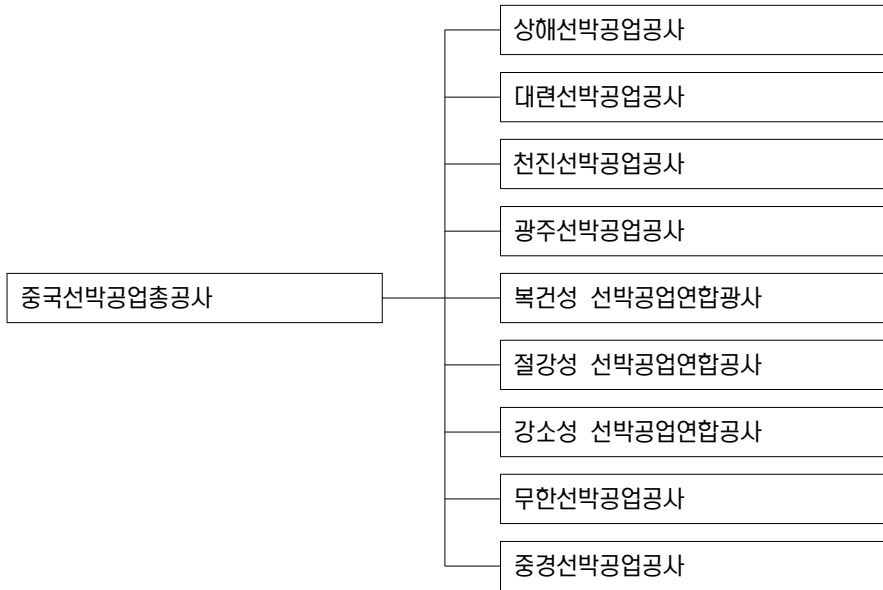 상해선박공업공사
대련선박공업공사
천진선박공업공사
광주선박공업공사
중국선박공업총공사
복건성 선박공업연합광사
절강성 선박공업연합공사
강소성 선박공업연합공사
무한선박공업공사
중경선박공업공사